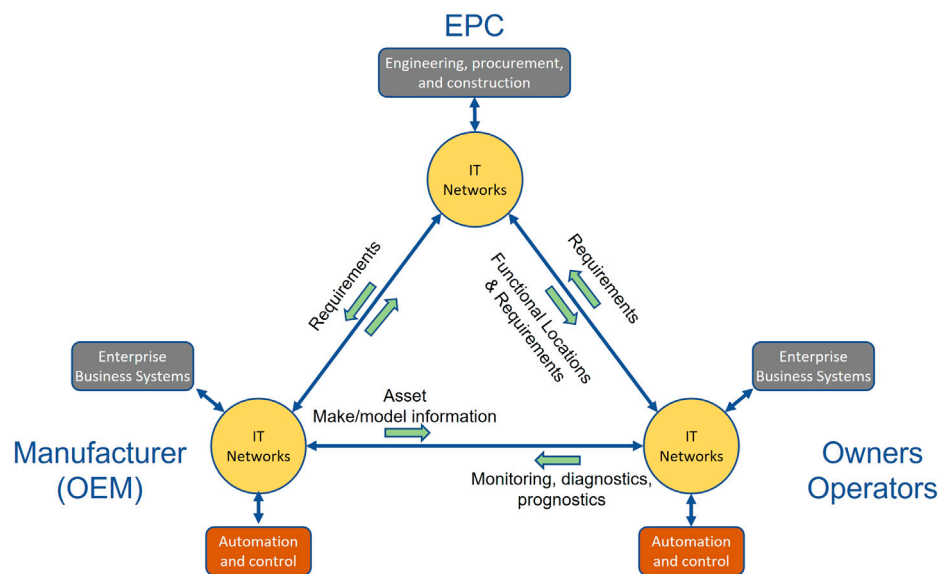 EPC
Engineering, procurement,
and construction
IT
Networks
Requirements
Requirements
Functional Locations
& Requirements
Enterprise
Business Systems
Enterprise
Business Systems
Asset
Make/model information
Manufacturer
(OEM)
IT
Networks
IT
Networks
Owners
Operators
Monitoring, diagnostics,
prognostics
Automation
and control
Automation
and control